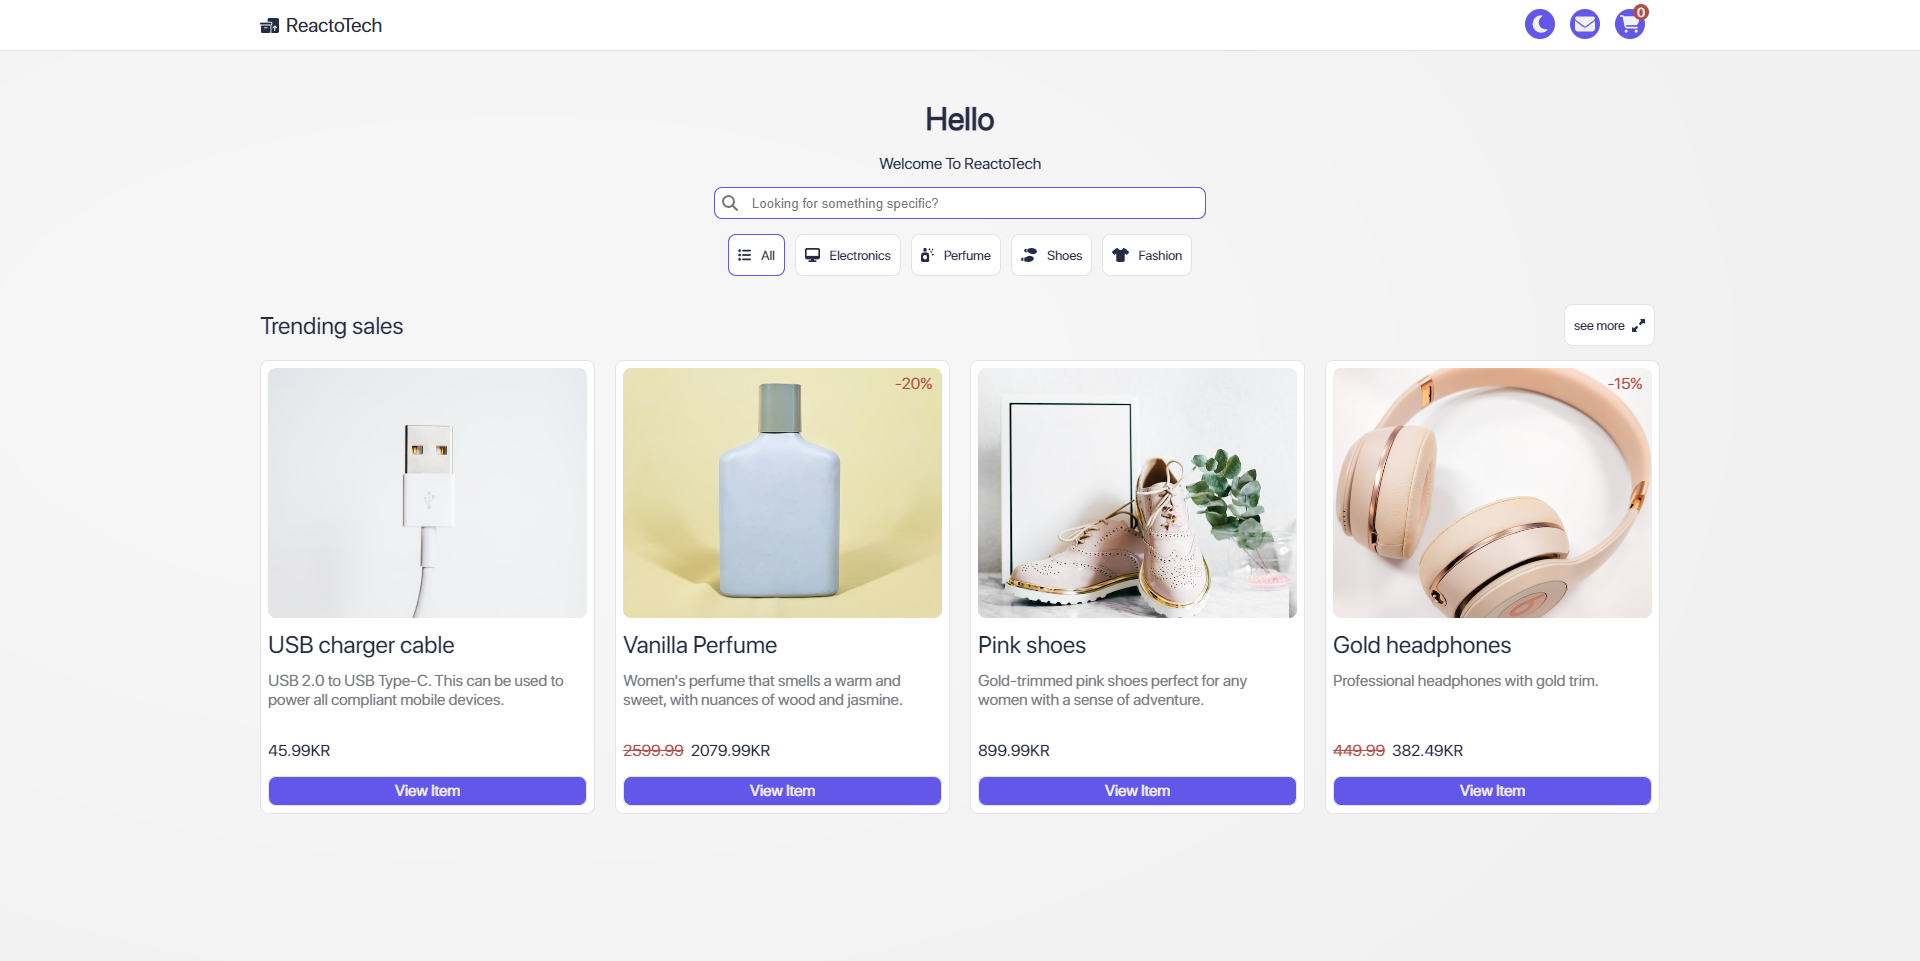 ReactoTech
0
Hello
Welcome To ReactoTech
Looking for something specific?
All
Electronics
Perfume
Shoes
Fashion
Trending sales
see more
USB charger cable
USB 2.0 to USB Type-C. This can be used to
power all compliant mobile devices.
45.99KR
View Item
-20%
Vanilla Perfume
Women's perfume that smells a warm and
sweet, with nuances of wood and jasmine.
2599.99 2079.99KR
View Item
Pink shoes
Gold-trimmed pink shoes perfect for any
women with a sense of adventure.
899.99KR
View Item
-15%
Gold headphones
Professional headphones with gold trim.
449.99 382.49KR
View Item